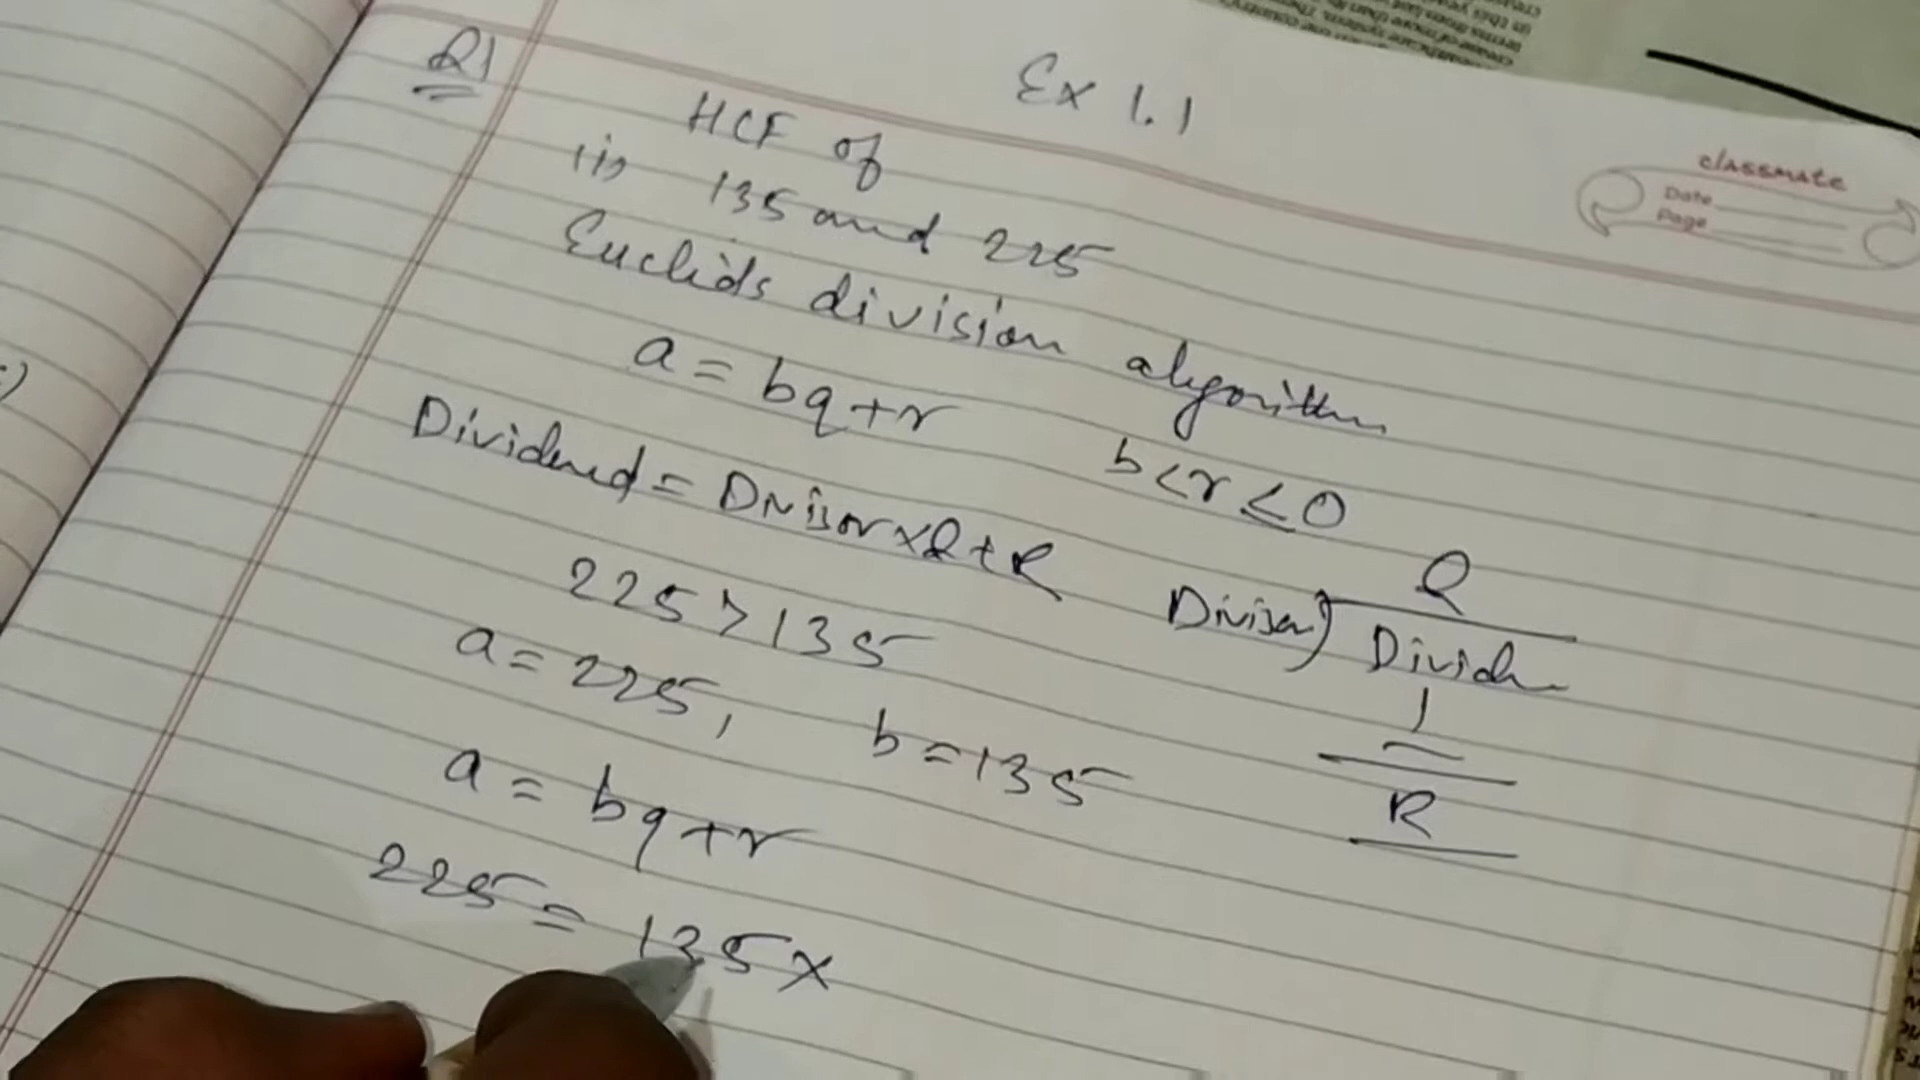 Ex 1.1
Q1
HCF of
(i) 135 and 225
Euclids division algorithm
a = bq + r
b < r ≤ 0
Dividend = Divisor × Q + R
225 > 135
a = 225, b = 135
a = bq + r
225 = 135 ×
Q
Divisor) Divide
R
classmate
Date
Page